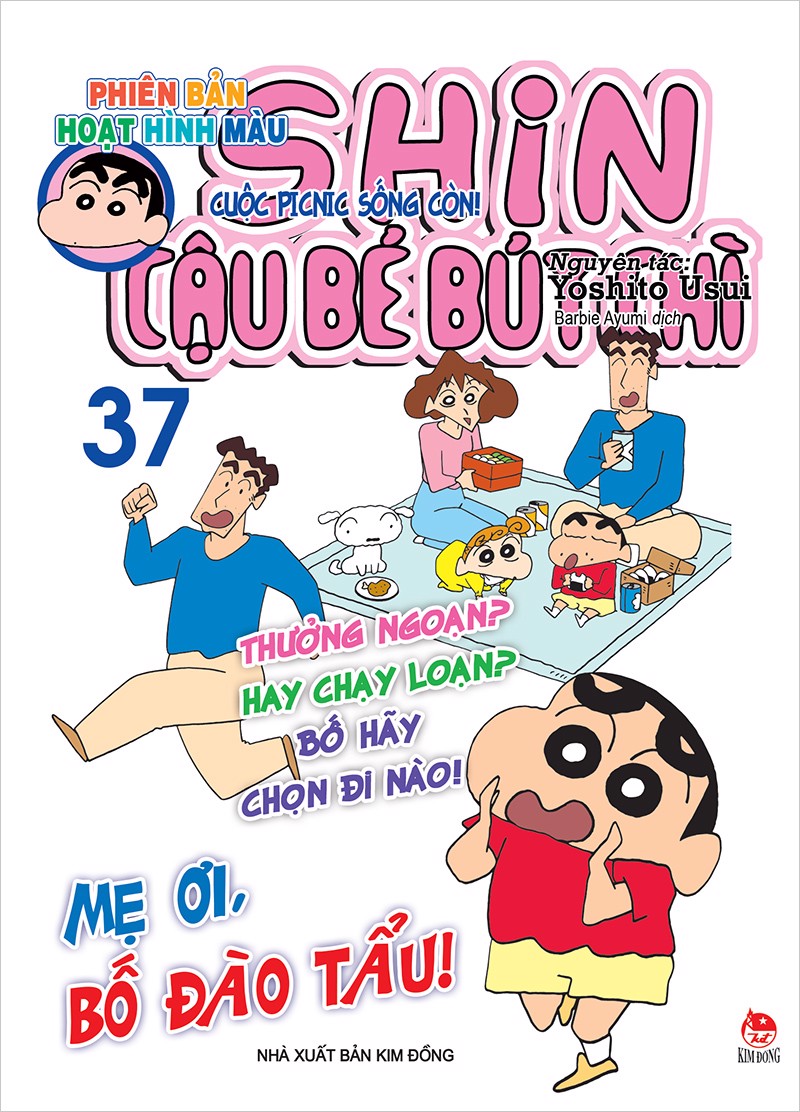 PHIÊN BẢN
HOẠT HÌNH MÀU
SHiN
CUỘC PICNIC SỐNG CÒN!
CẬU BÉ BÚT CHÌ
Nguyên tác:
Yoshito Usui
Barbie Ayumi dịch
37
THƯỞNG NGOẠN?
HAY CHẠY LOẠN?
BỐ HÃY
CHỌN ĐI NÀO!
MẸ ƠI,
BỐ ĐÀO TẨU!
NHÀ XUẤT BẢN KIM ĐỒNG
KIM ĐỒNG